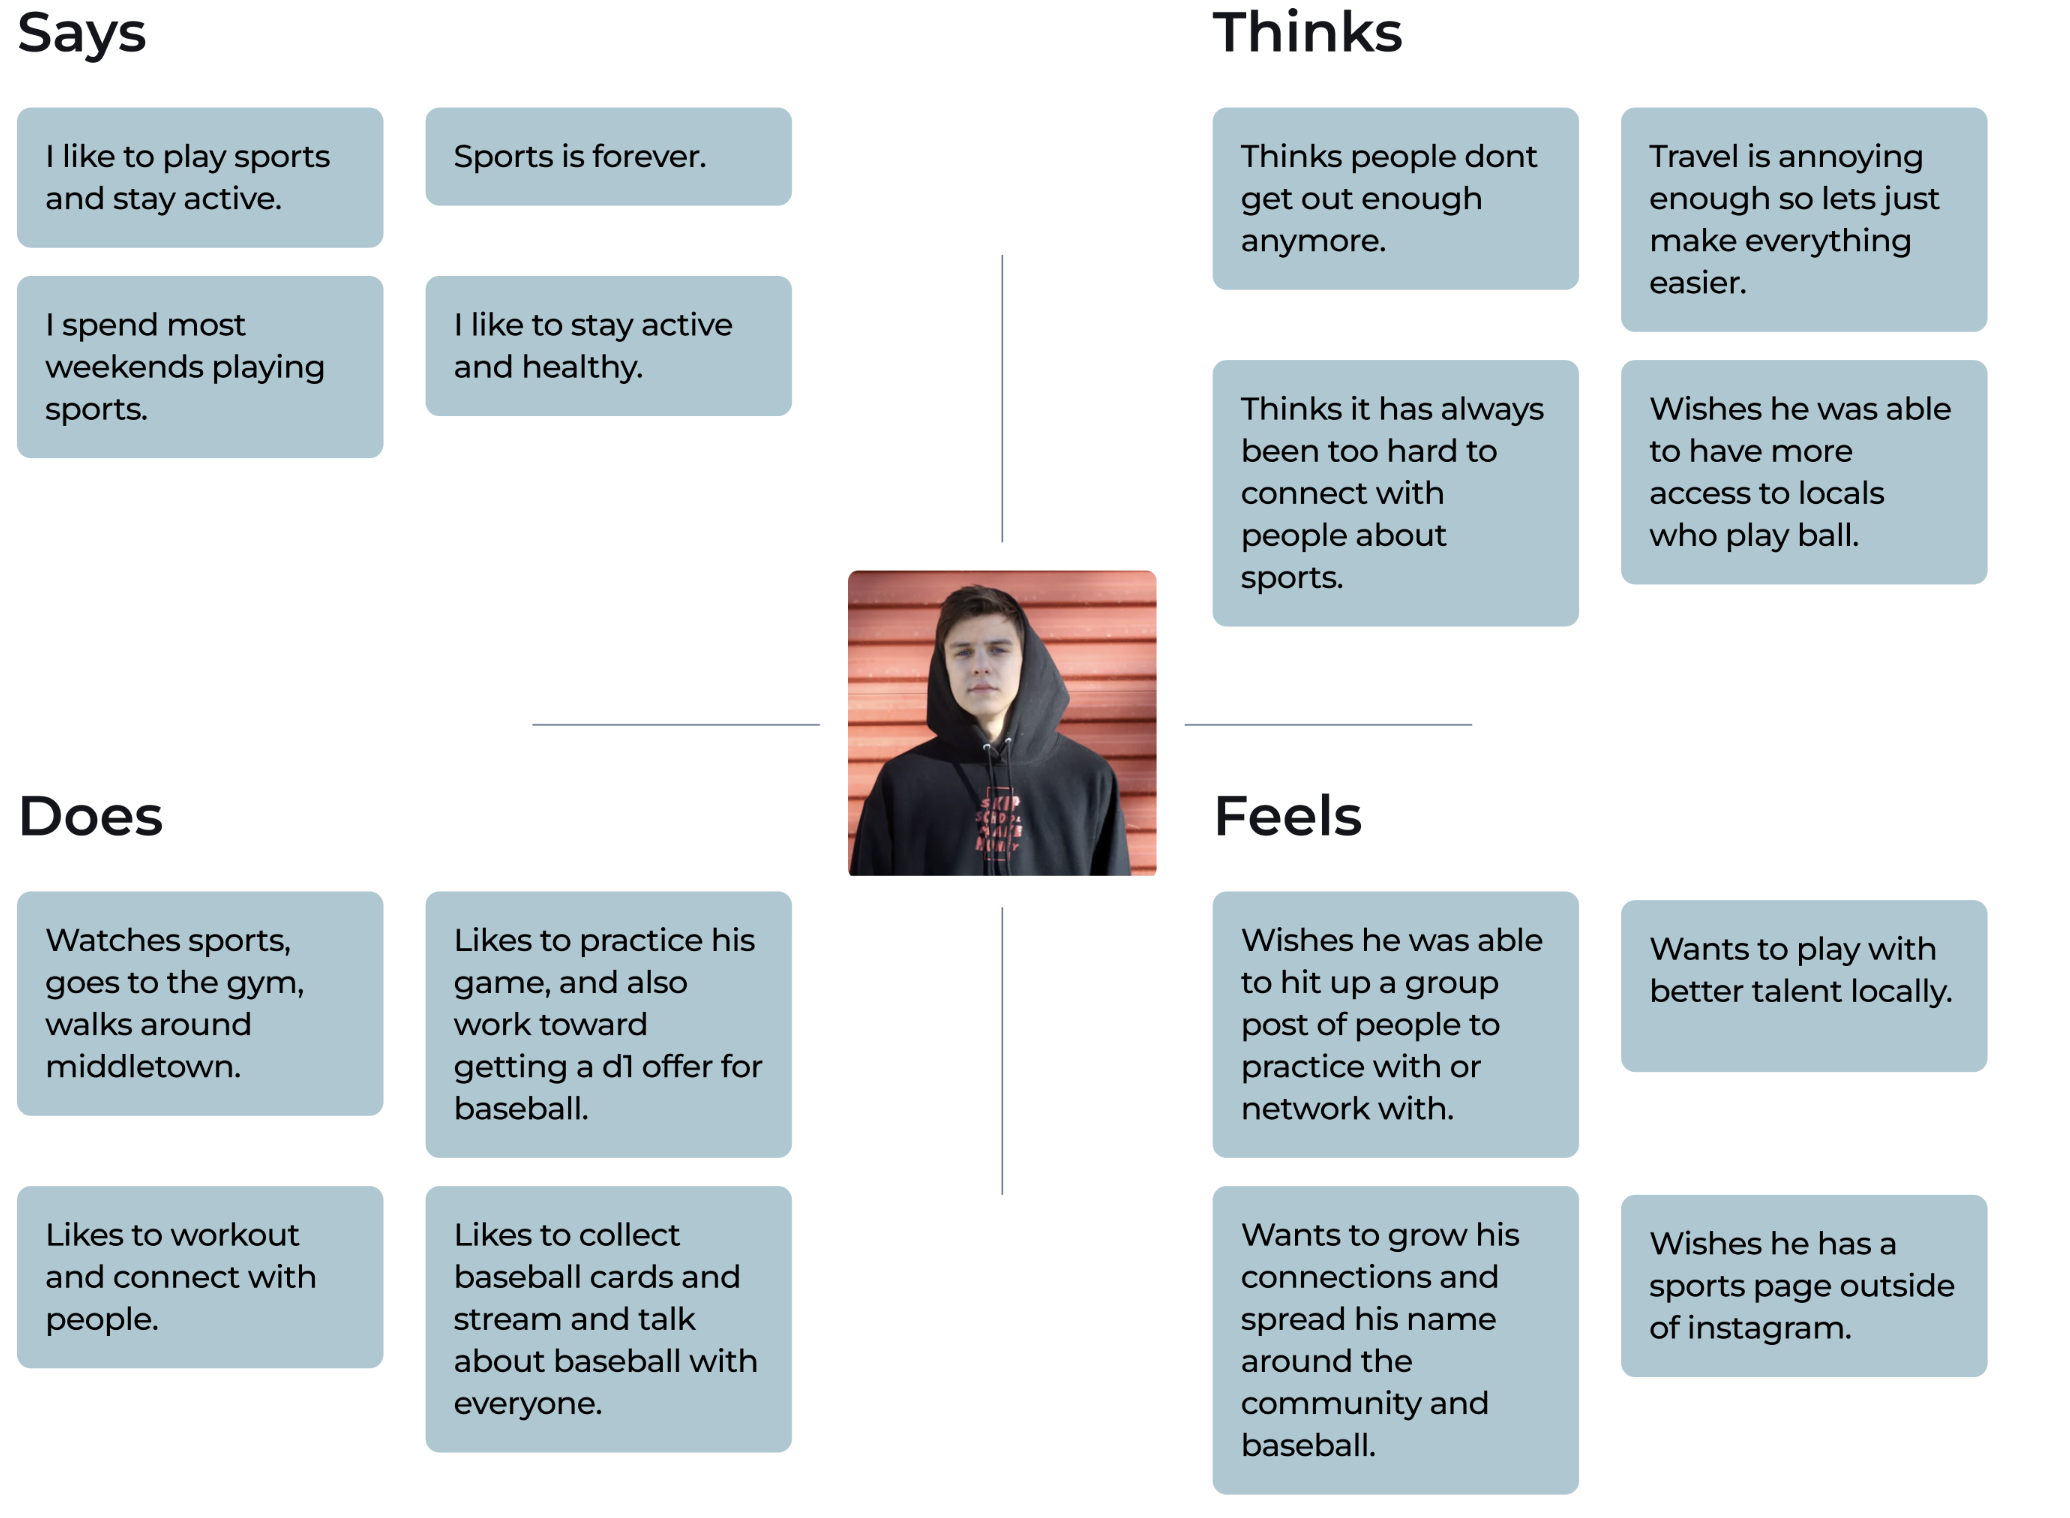 Says
I like to play sports
and stay active.
Sports is forever.
I spend most
weekends playing
sports.
I like to stay active
and healthy.
Thinks
Thinks people dont
get out enough
anymore.
Travel is annoying
enough so lets just
make everything
easier.
Thinks it has always
been too hard to
connect with
people about
sports.
Wishes he was able
to have more
access to locals
who play ball.
SKIP
SCHOOL
MAKE
MONEY
Does
Watches sports,
goes to the gym,
walks around
middletown.
Likes to practice his
game, and also
work toward
getting a d1 offer for
baseball.
Likes to workout
and connect with
people.
Likes to collect
baseball cards and
stream and talk
about baseball with
everyone.
Feels
Wishes he was able
to hit up a group
post of people to
practice with or
network with.
Wants to play with
better talent locally.
Wants to grow his
connections and
spread his name
around the
community and
baseball.
Wishes he has a
sports page outside
of instagram.